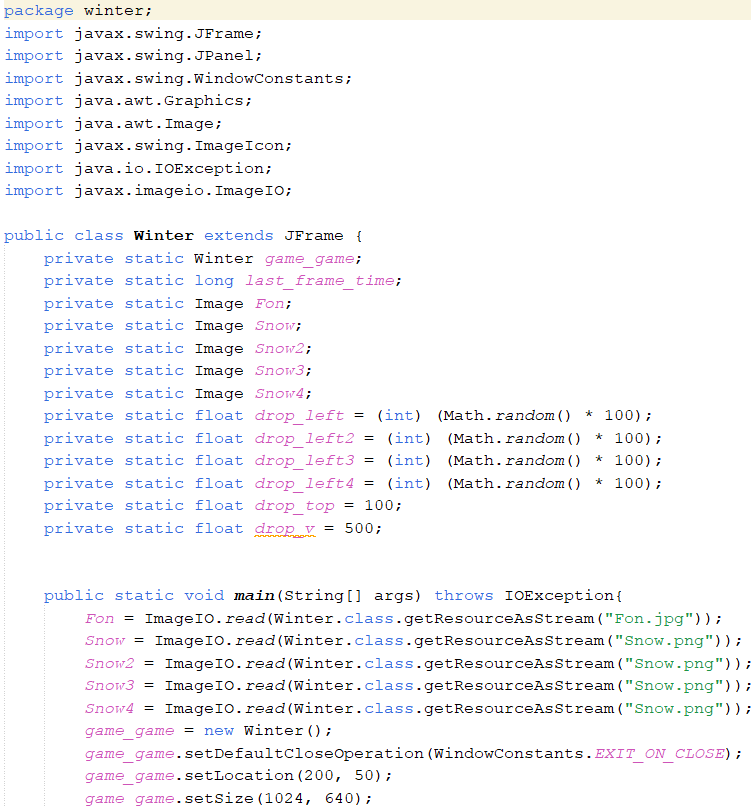 package winter;
import javax.swing.JFrame;
import javax.swing.JPanel;
import javax.swing.WindowConstants;
import java.awt.Graphics;
import java.awt.Image;
import javax.swing.ImageIcon;
import java.io.IOException;
import javax.imageio.ImageIO;
public class Winter extends JFrame {
private static Winter game_game;
private static long last_frame_time;
private static Image Fon;
private static Image Snow;
private static Image Snow2;
private static Image Snow3;
private static Image Snow4;
private static float drop_left = (int) (Math.random() * 100);
private static float drop_left2 = (int) (Math.random() * 100);
private static float drop_left3 = (int) (Math.random() * 100);
private static float drop_left4 = (int) (Math.random() * 100);
private static float drop_top = 100;
private static float drop_v = 500;
public static void main(String[] args) throws IOException{
Fon = ImageIO.read(Winter.class.getResourceAsStream("Fon.jpg"));
Snow = ImageIO.read(Winter.class.getResourceAsStream("Snow.png"));
Snow2 = ImageIO.read(Winter.class.getResourceAsStream("Snow.png"));
Snow3 = ImageIO.read(Winter.class.getResourceAsStream("Snow.png"));
Snow4 = ImageIO.read(Winter.class.getResourceAsStream("Snow.png"));
game_game = new Winter();
game_game.setDefaultCloseOperation(WindowConstants.EXIT_ON_CLOSE);
game_game.setLocation(200, 50);
game_game.setSize(1024, 640);